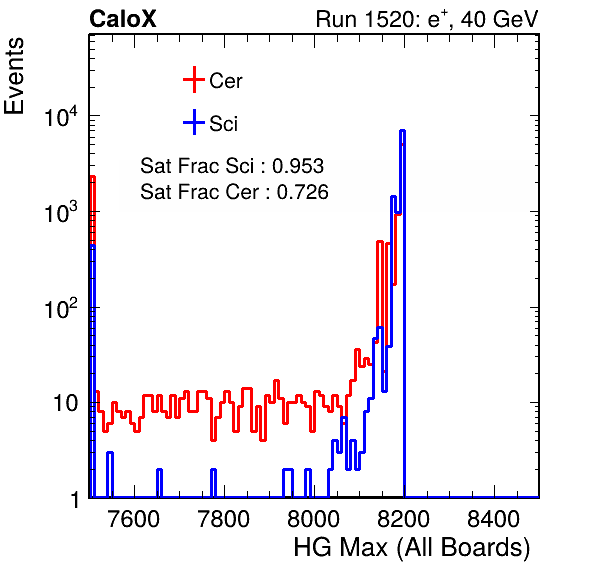 CaloX
Run 1520: e⁺, 40 GeV
Events
Cer
Sci
Sat Frac Sci : 0.953
Sat Frac Cer : 0.726
10⁴
10³
10²
10
1
7600 7800 8000 8200 8400
HG Max (All Boards)